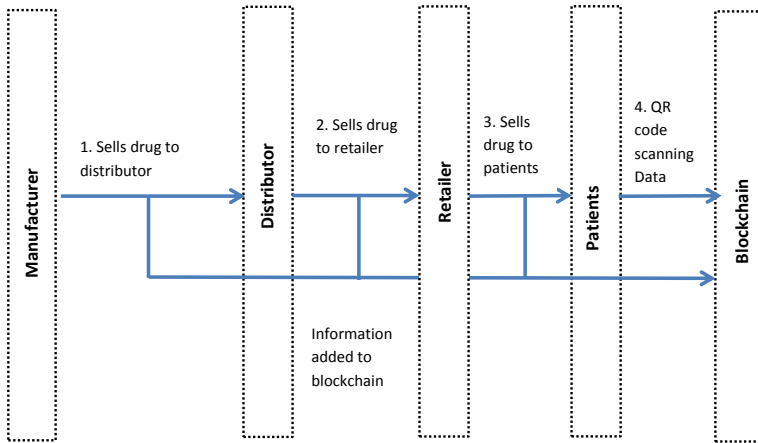 Manufacturer
1. Sells drug to
distributor
Distributor
2. Sells drug
to retailer
Retailer
3. Sells
drug to
patients
Patients
4. QR
code
scanning
Data
Blockchain
Information
added to
blockchain